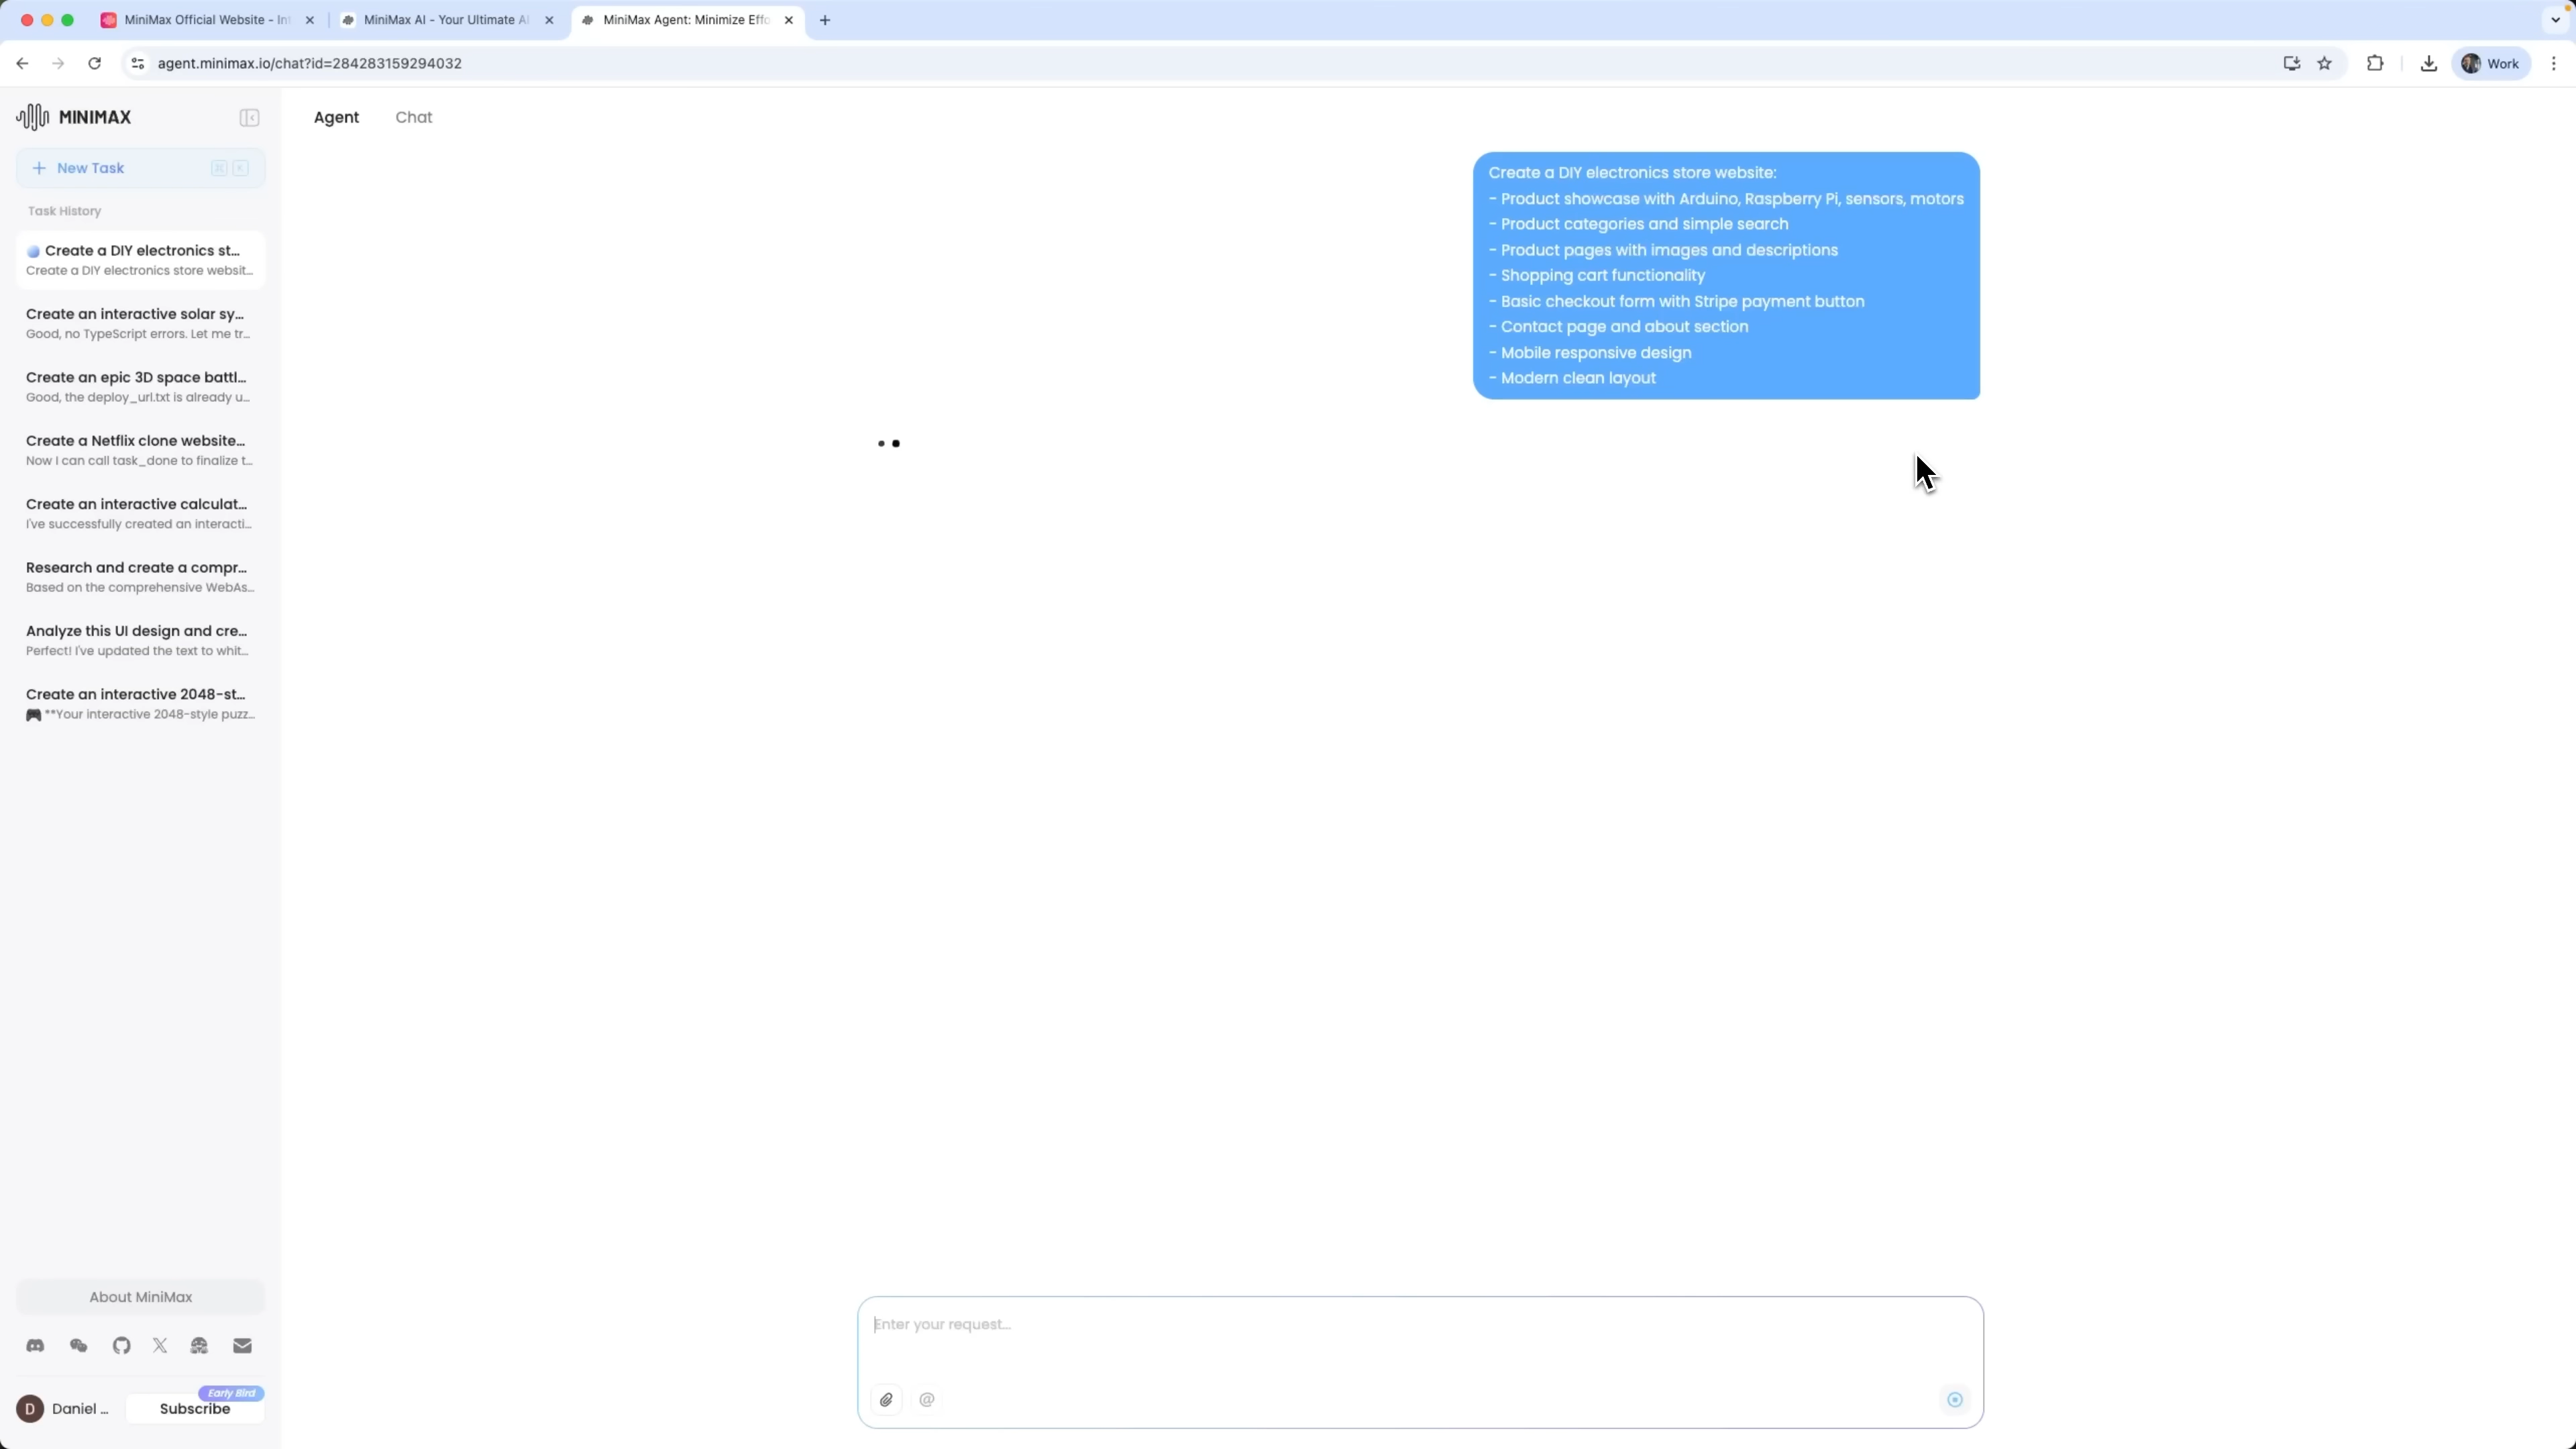 MiniMax Official Website - In
MiniMax AI - Your Ultimate A
MiniMax Agent: Minimize Effo
agent.minimax.io/chat?id=284283159294032
Work
MINIMAX
New Task
⌘ K
Task History
Create a DIY electronics st...
Create a DIY electronics store websit...
Create an interactive solar sy...
Good, no TypeScript errors. Let me tr...
Create an epic 3D space battl...
Good, the deploy_url.txt is already u...
Create a Netflix clone website...
Now I can call task_done to finalize t...
Create an interactive calculat...
I've successfully created an interacti...
Research and create a compr...
Based on the comprehensive WebAs...
Analyze this UI design and cre...
Perfect! I've updated the text to whit...
Create an interactive 2048-st...
🎮 **Your interactive 2048-style puzz...
About MiniMax
Early Bird
D
Daniel ...
Subscribe
Agent
Chat
Create a DIY electronics store website:
- Product showcase with Arduino, Raspberry Pi, sensors, motors
- Product categories and simple search
- Product pages with images and descriptions
- Shopping cart functionality
- Basic checkout form with Stripe payment button
- Contact page and about section
- Mobile responsive design
- Modern clean layout
Enter your request...
@